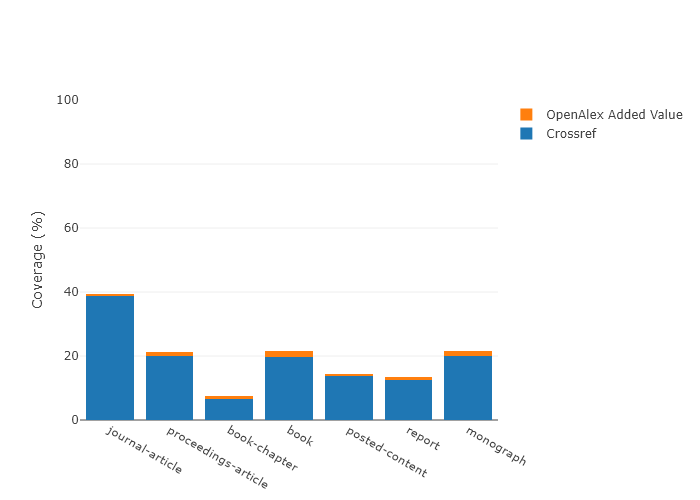 100
80
60
40
20
0
Coverage (%)
journal-article
proceedings-article
book-chapter
book
posted-content
report
monograph
OpenAlex Added Value
Crossref